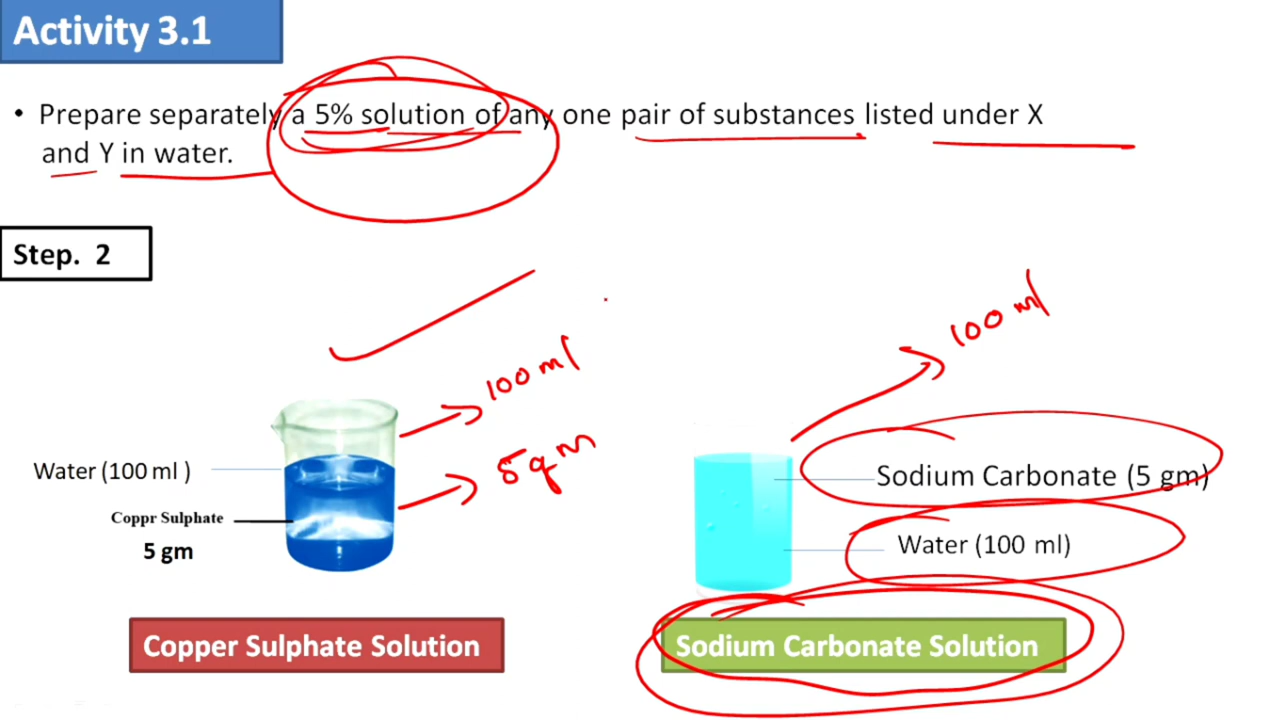 Activity 3.1
• Prepare separately a 5% solution of any one pair of substances listed under X
and Y in water.
Step. 2
100 ml
100 ml
5 gm
Water (100 ml )
Coppr Sulphate
5 gm
Sodium Carbonate (5 gm)
Water (100 ml)
Copper Sulphate Solution
Sodium Carbonate Solution